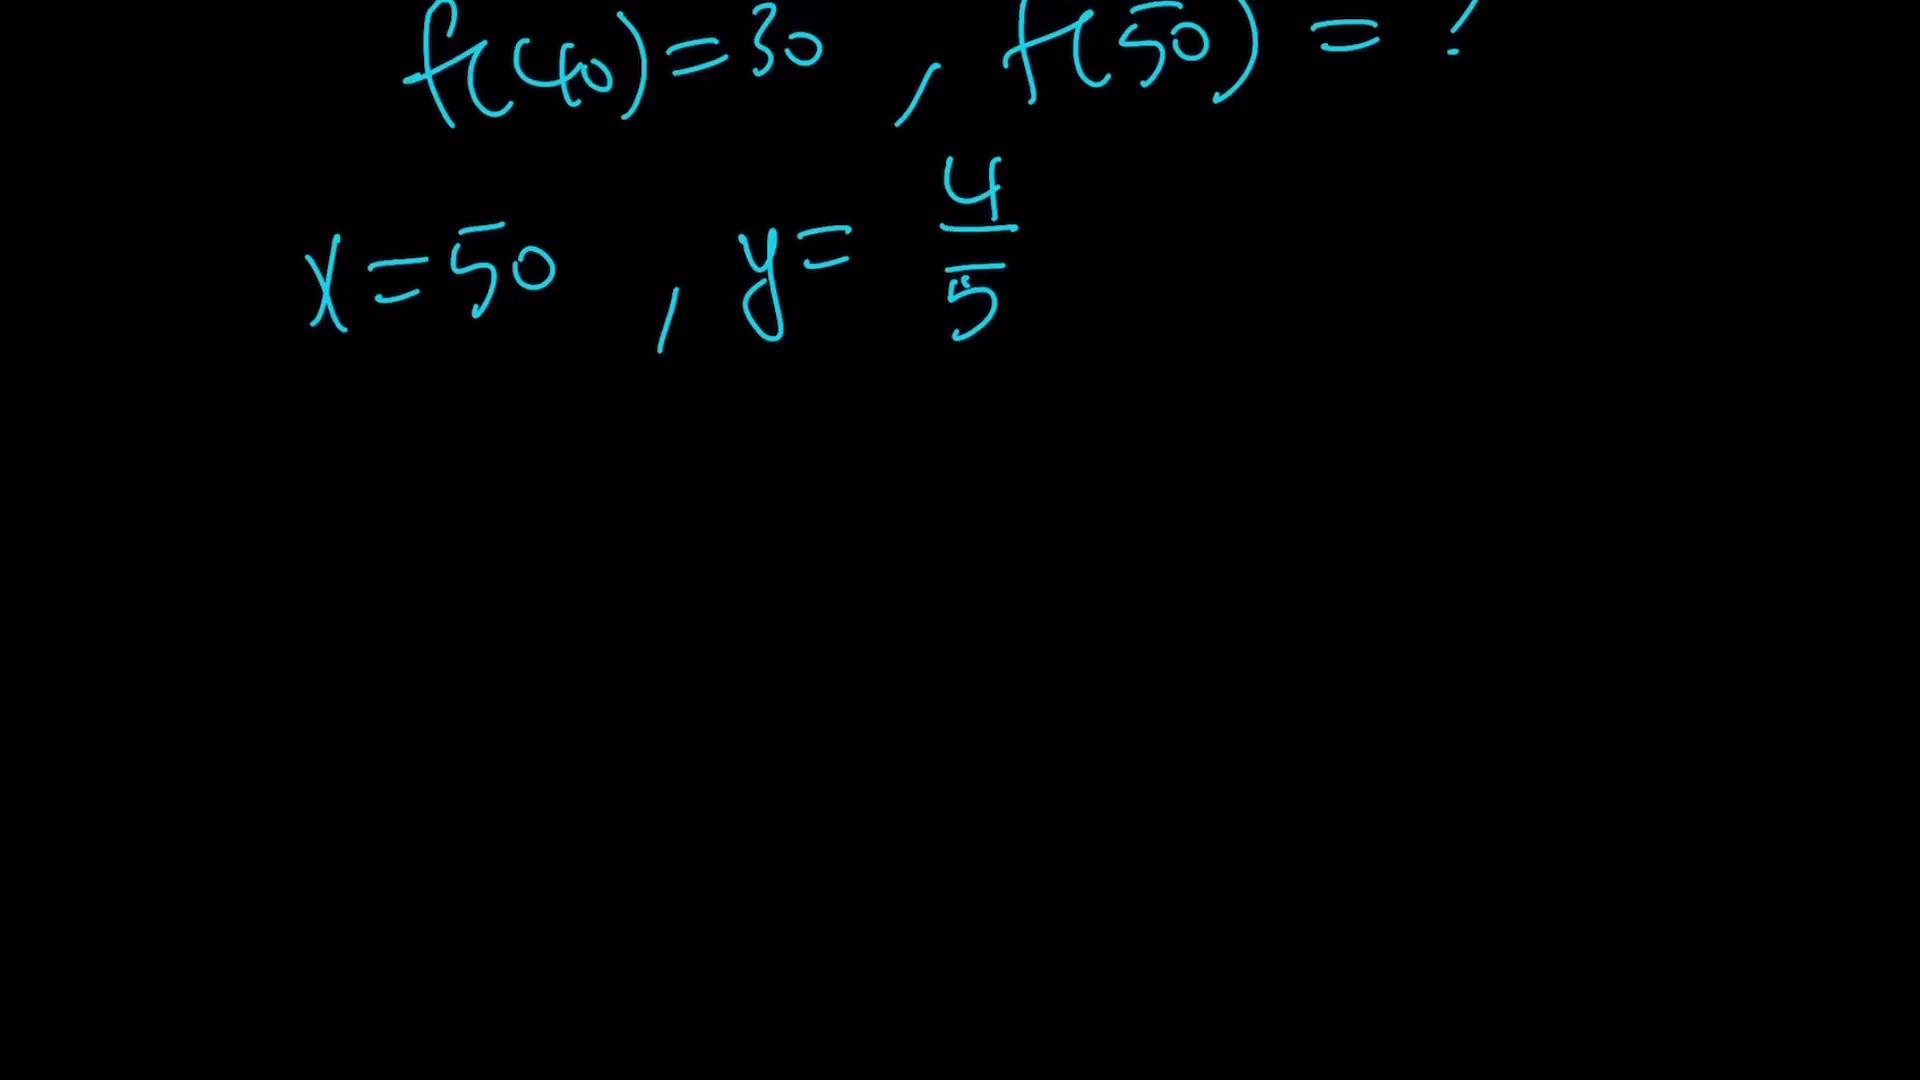 f(40) = 30 , f(50) = ?
x = 50 , y = 4/5